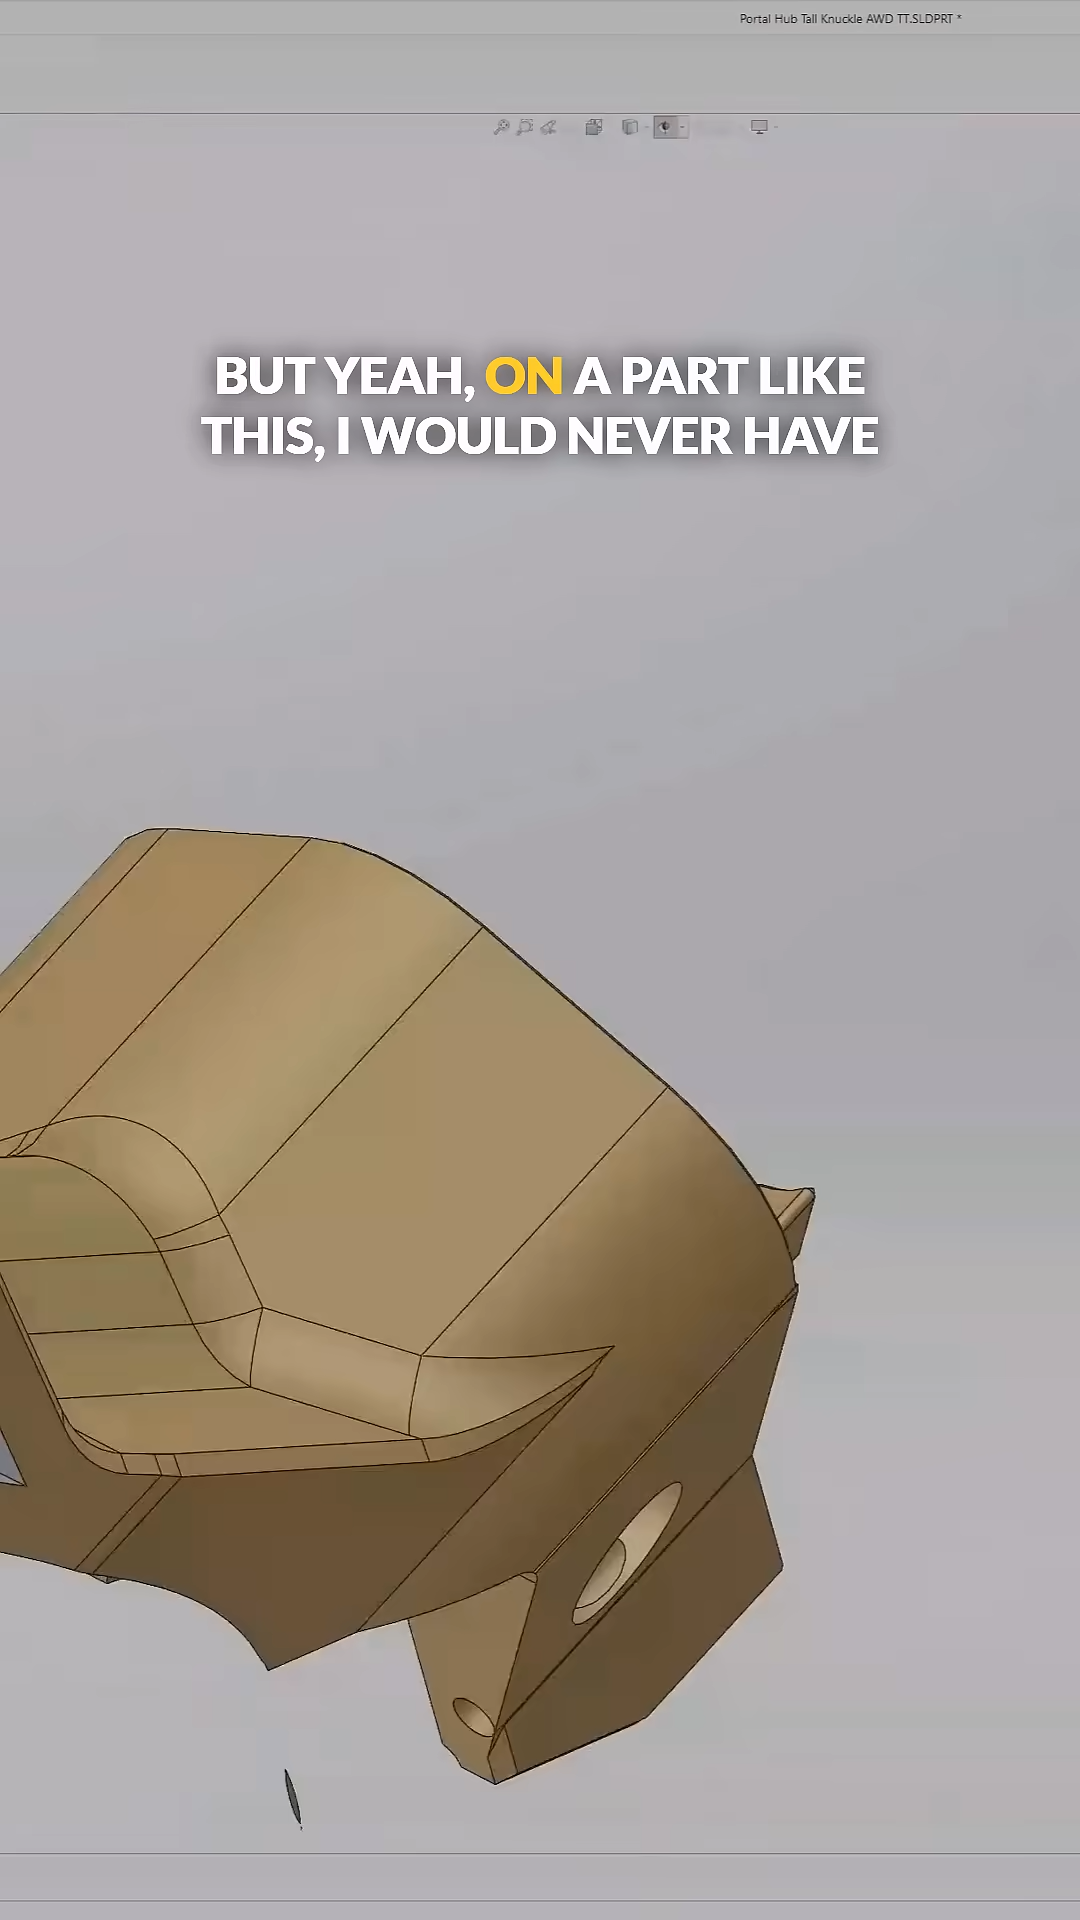 Portal Hub Tall Knuckle AWD TT.SLDPRT *
BUT YEAH, ON A PART LIKE
THIS, I WOULD NEVER HAVE